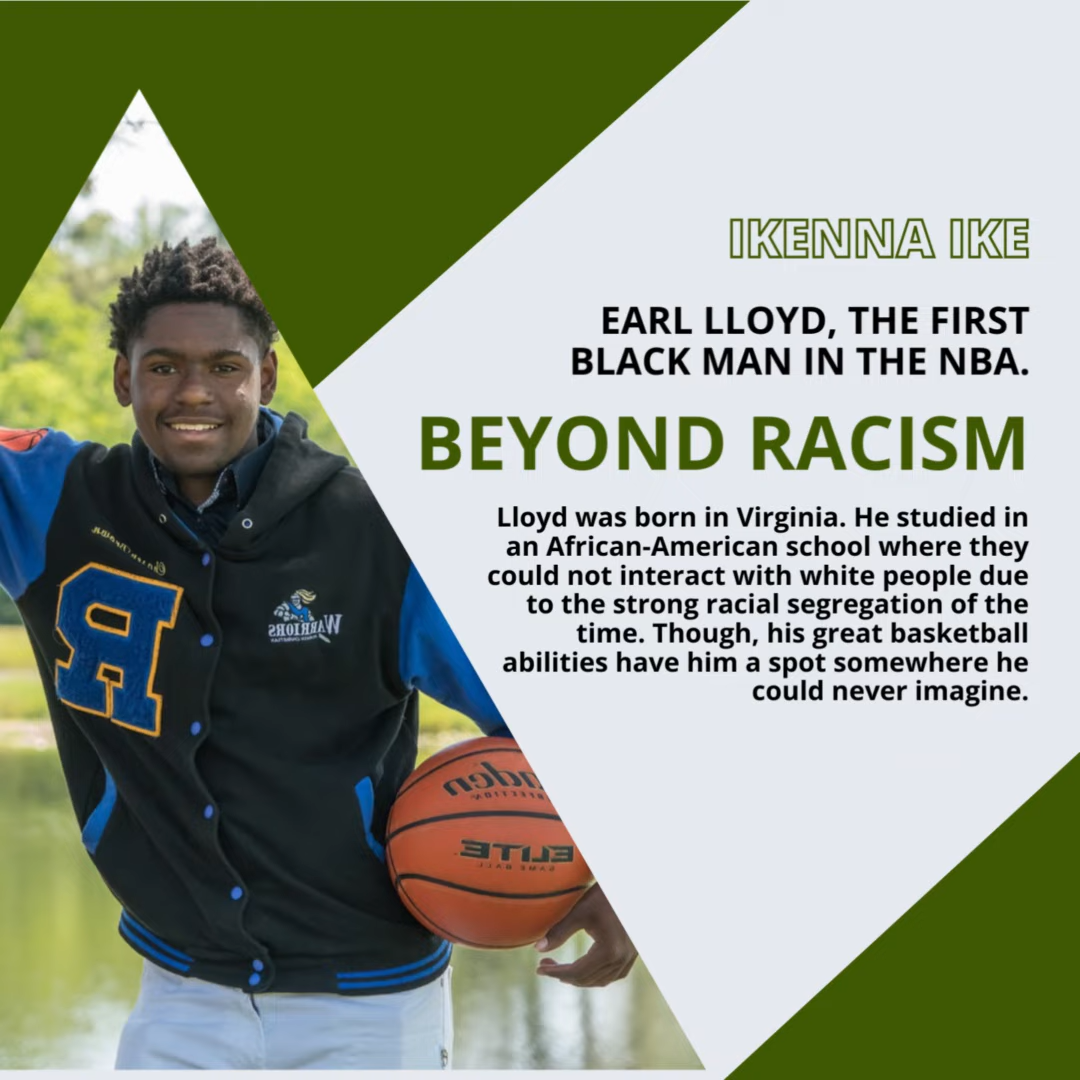 IKENNA IKE
EARL LLOYD, THE FIRST
BLACK MAN IN THE NBA.
BEYOND RACISM
Lloyd was born in Virginia. He studied in
an African-American school where they
could not interact with white people due
to the strong racial segregation of the
time. Though, his great basketball
abilities have him a spot somewhere he
could never imagine.
R
WARRIORS
ELITE
GAME BALL